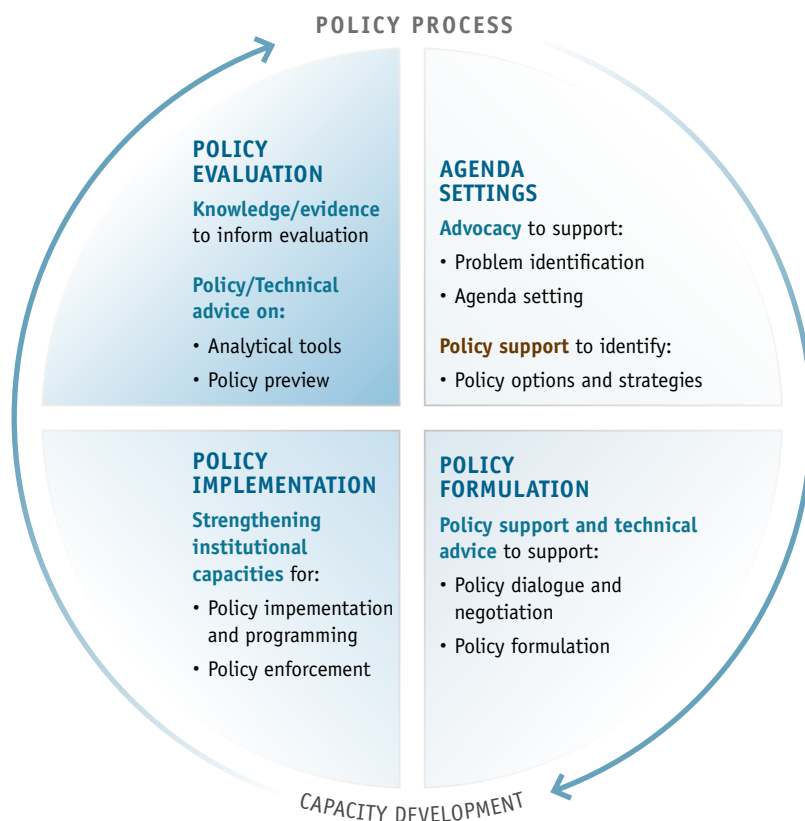 POLICY PROCESS
POLICY
EVALUATION
Knowledge/evidence
to inform evaluation
Policy/Technical
advice on:
• Analytical tools
• Policy preview
AGENDA
SETTINGS
Advocacy to support:
• Problem identification
• Agenda setting
Policy support to identify:
• Policy options and strategies
POLICY
IMPLEMENTATION
Strengthening
institutional
capacities for:
• Policy impementation
and programming
• Policy enforcement
POLICY
FORMULATION
Policy support and technical
advice to support:
• Policy dialogue and
negotiation
• Policy formulation
CAPACITY DEVELOPMENT